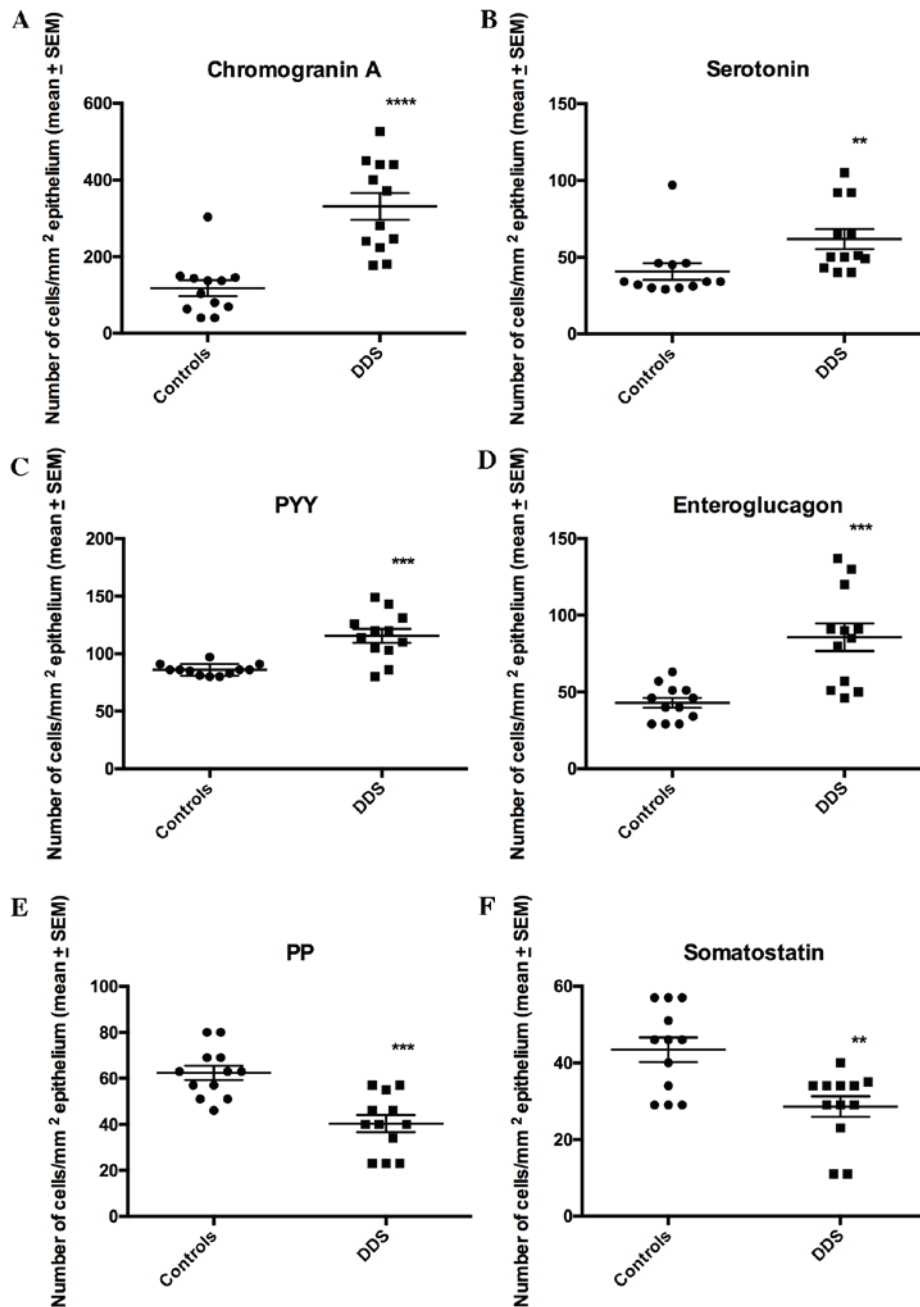 A
Chromogranin A
Number of cells/mm ² epithelium (mean ± SEM)
600
400
200
0
****
Controls
DDS
B
Serotonin
Number of cells/mm ² epithelium (mean ± SEM)
150
100
50
0
**
Controls
DDS
C
PYY
Number of cells/mm ² epithelium (mean ± SEM)
200
150
100
50
0
***
Controls
DDS
D
Enteroglucagon
Number of cells/mm ² epithelium (mean ± SEM)
150
100
50
0
***
Controls
DDS
E
PP
Number of cells/mm ² epithelium (mean ± SEM)
100
80
60
40
20
0
***
Controls
DDS
F
Somatostatin
Number of cells/mm ² epithelium (mean ± SEM)
60
40
20
0
**
Controls
DDS